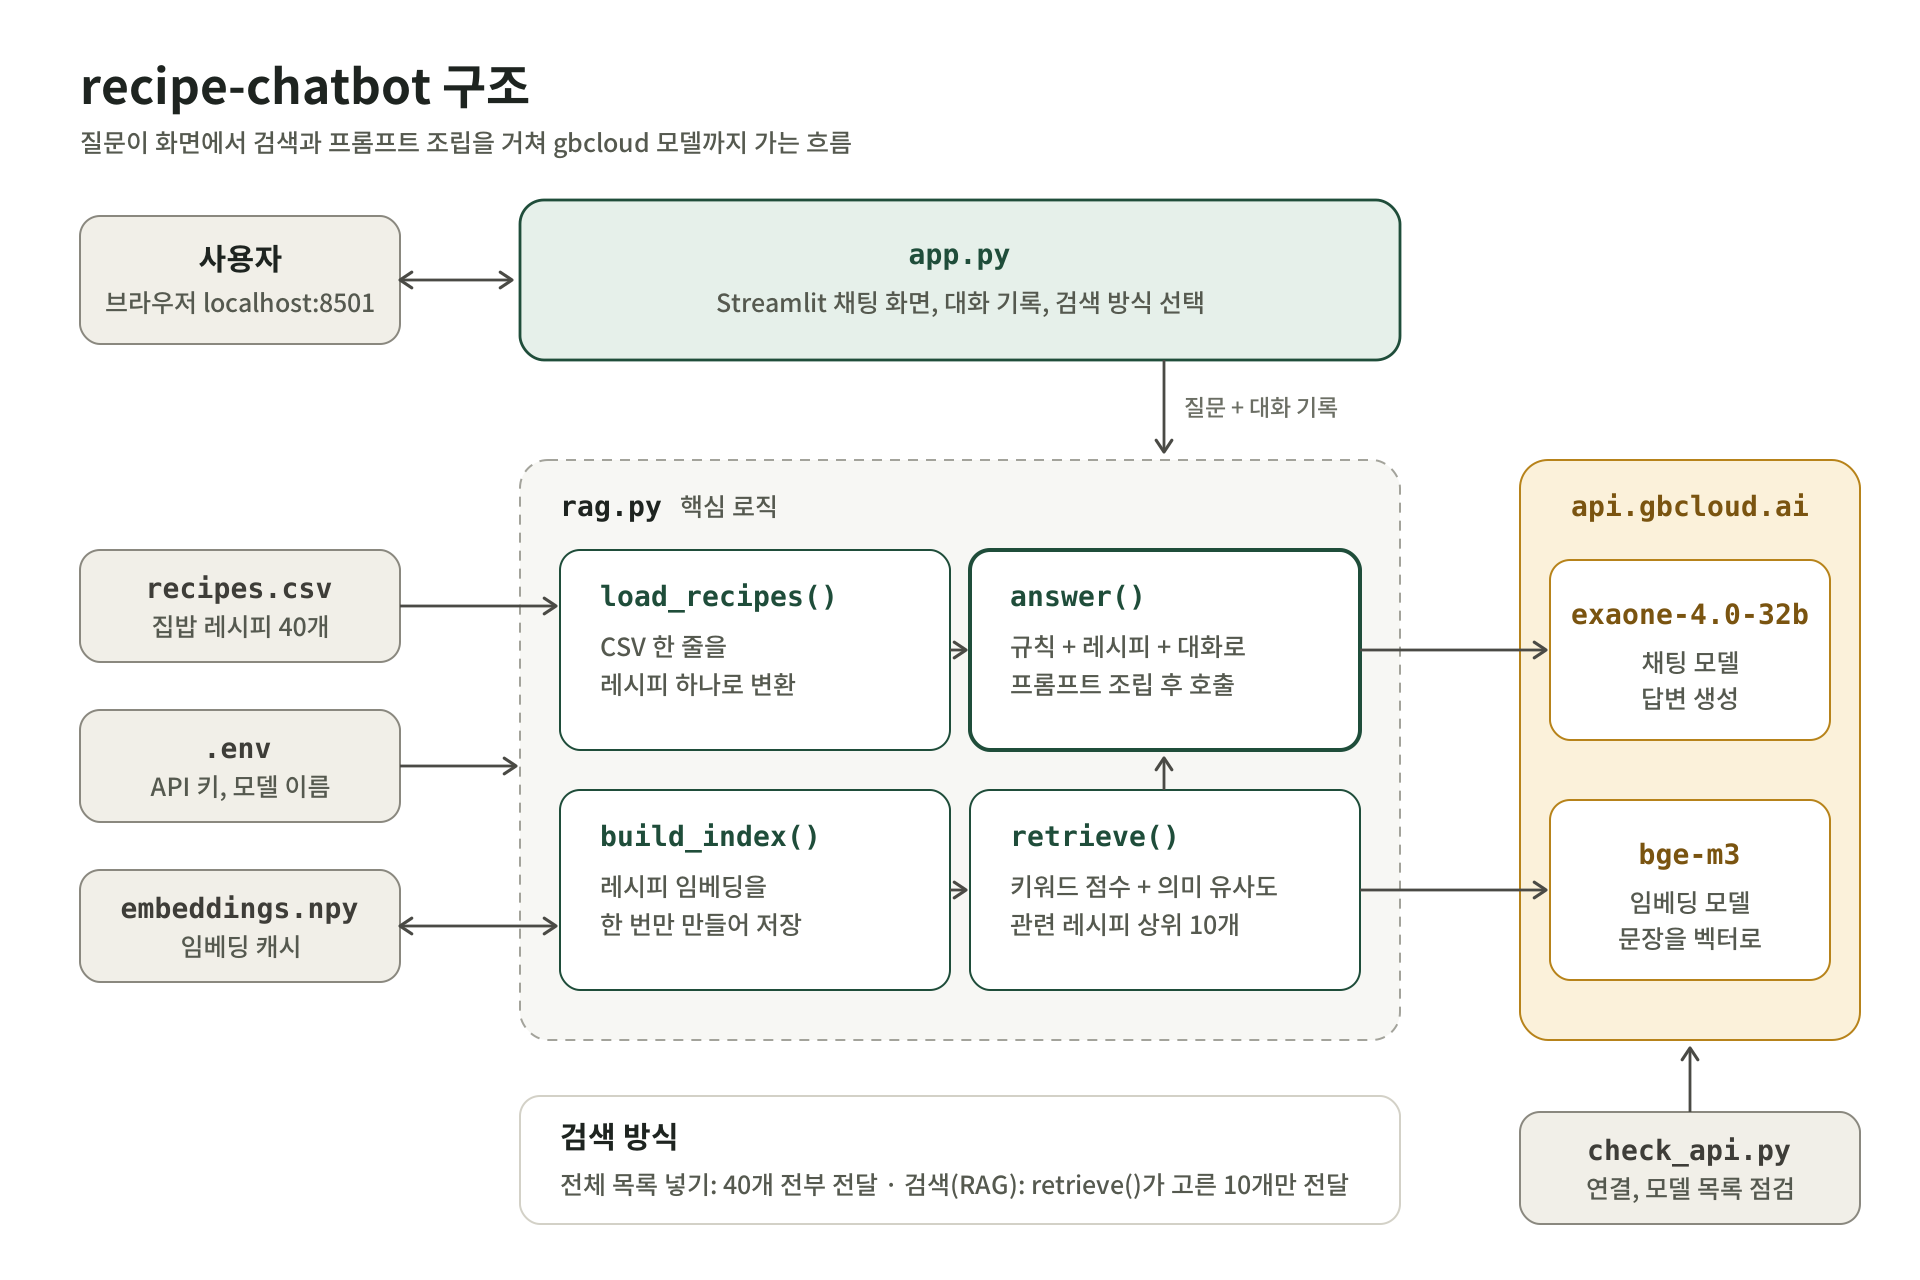 recipe-chatbot 구조
질문이 화면에서 검색과 프롬프트 조립을 거쳐 gbcloud 모델까지 가는 흐름
사용자
브라우저 localhost:8501
app.py
Streamlit 채팅 화면, 대화 기록, 검색 방식 선택
질문 + 대화 기록
rag.py 핵심 로직
api.gbcloud.ai
recipes.csv
집밥 레시피 40개
load_recipes()
CSV 한 줄을
레시피 하나로 변환
answer()
규칙 + 레시피 + 대화로
프롬프트 조립 후 호출
exaone-4.0-32b
채팅 모델
답변 생성
.env
API 키, 모델 이름
embeddings.npy
임베딩 캐시
build_index()
레시피 임베딩을
한 번만 만들어 저장
retrieve()
키워드 점수 + 의미 유사도
관련 레시피 상위 10개
bge-m3
임베딩 모델
문장을 벡터로
검색 방식
전체 목록 넣기: 40개 전부 전달 · 검색(RAG): retrieve()가 고른 10개만 전달
check_api.py
연결, 모델 목록 점검